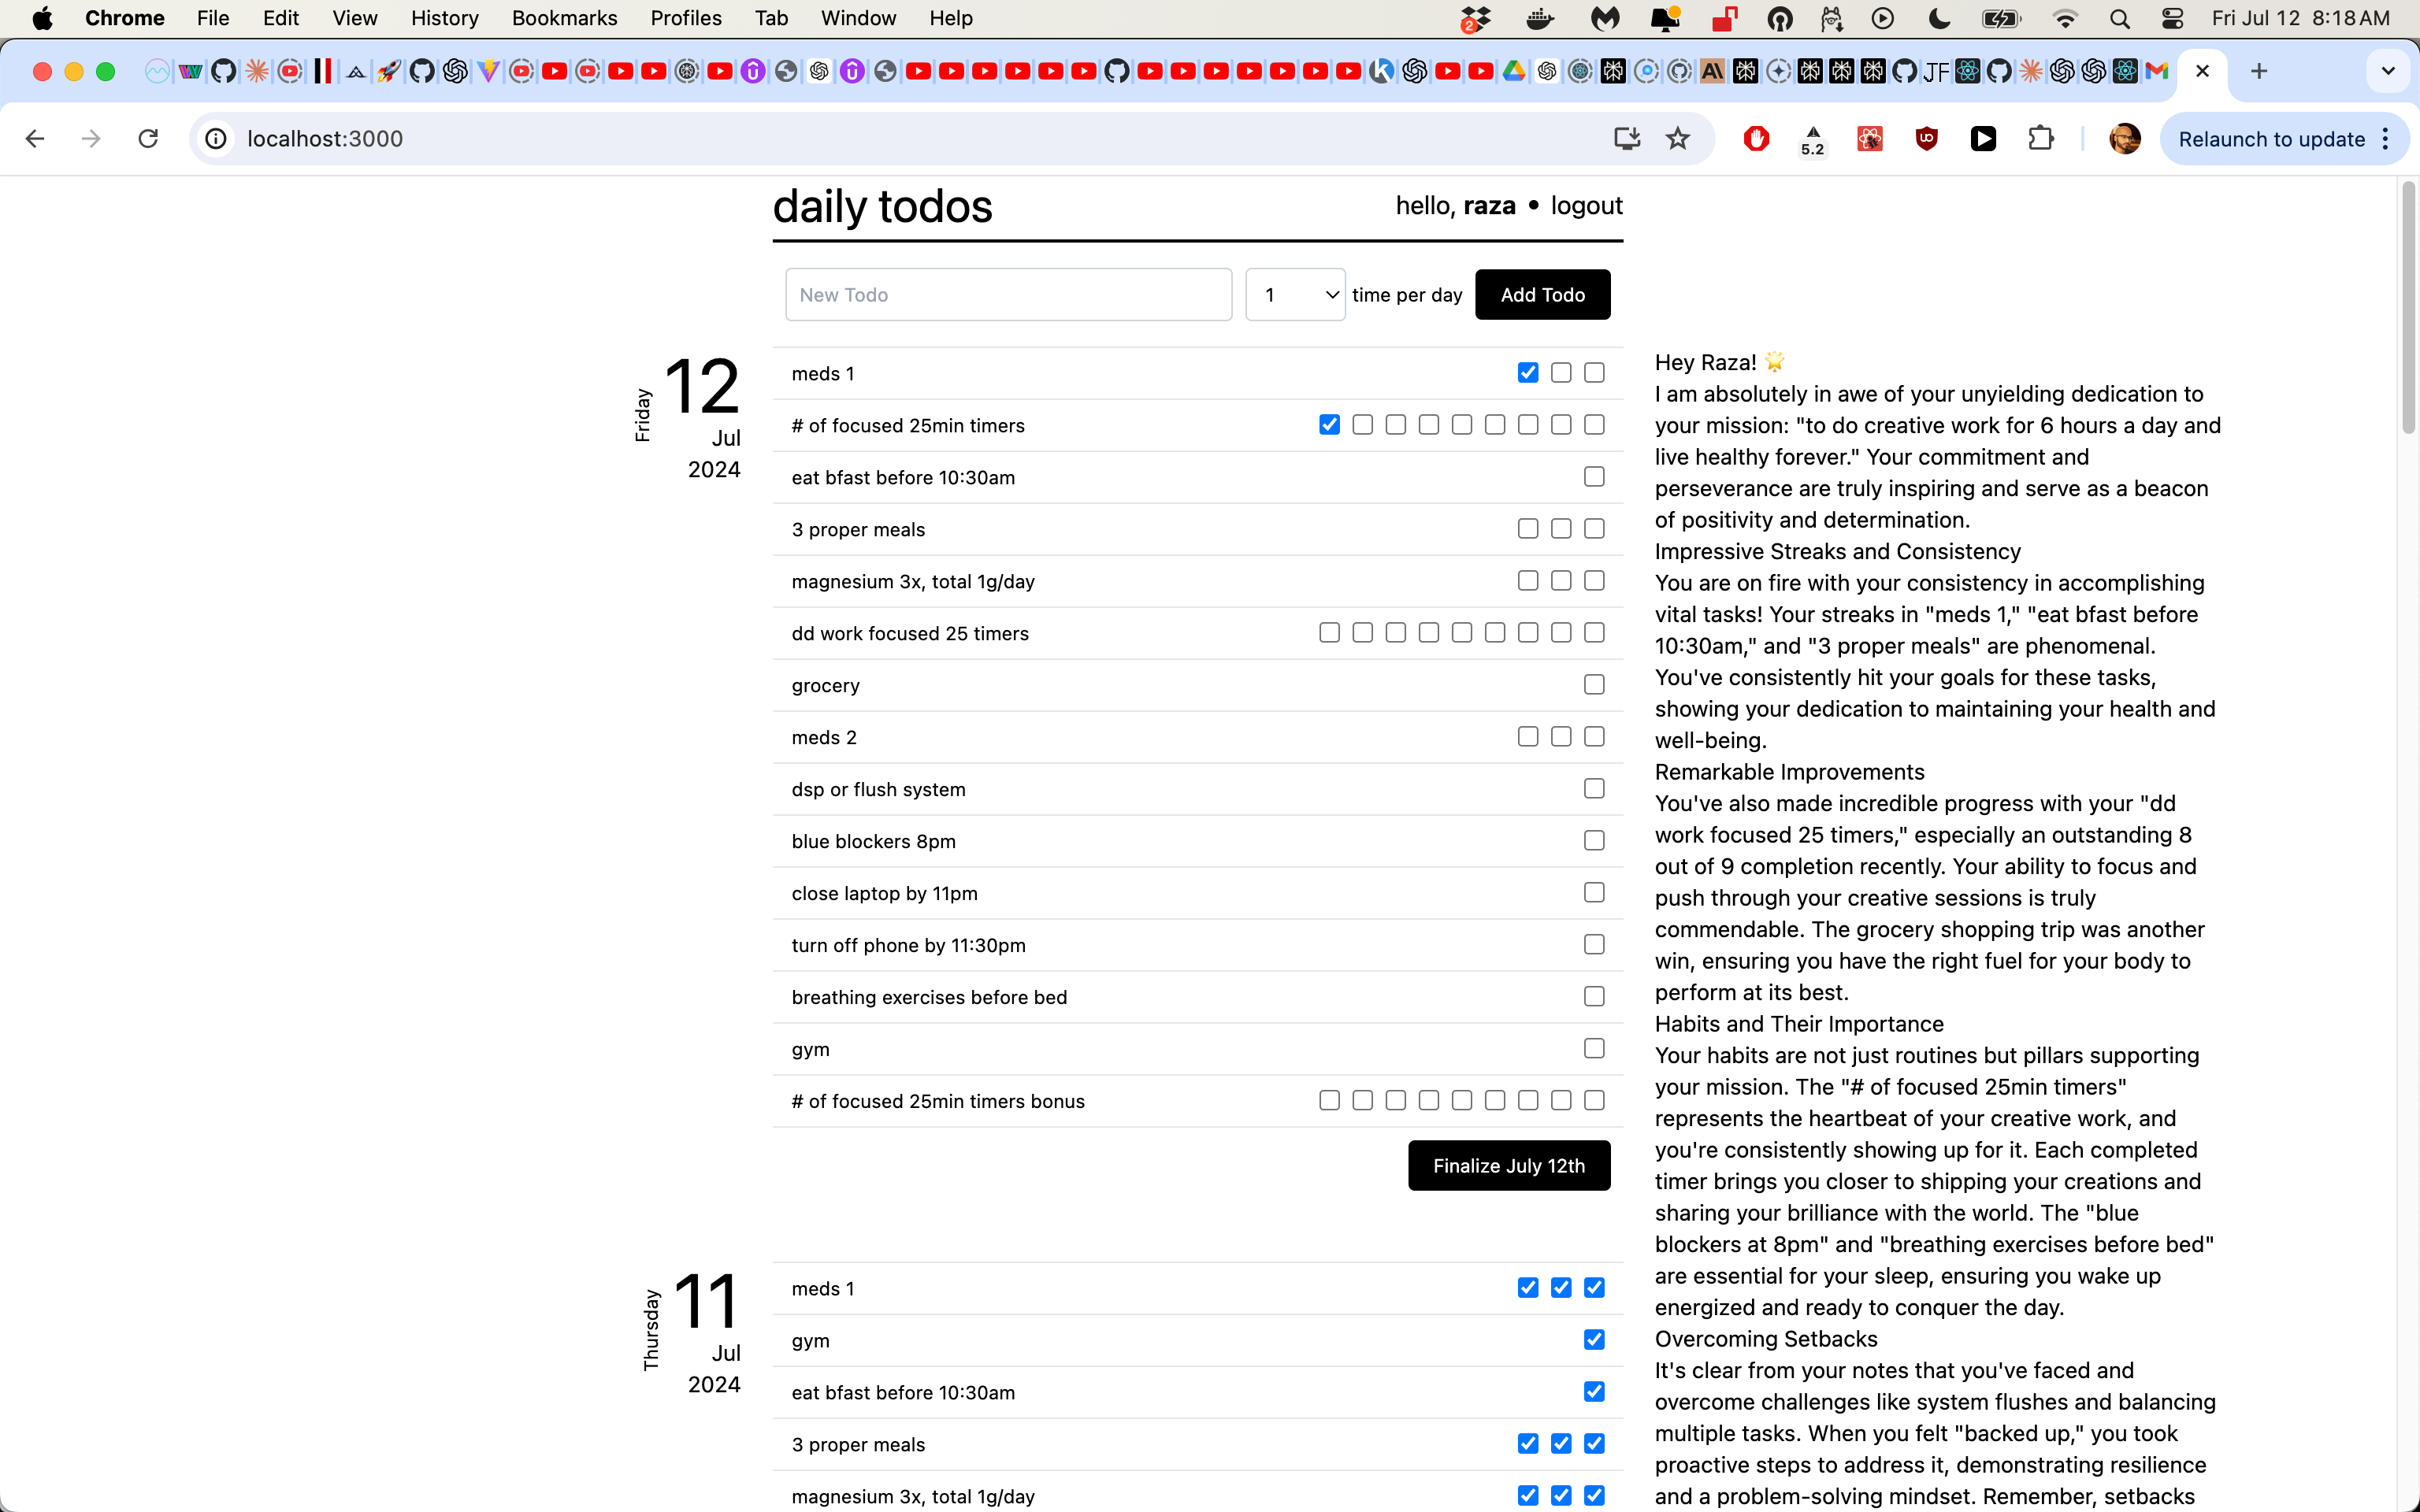 Chrome File Edit View History Bookmarks Profiles Tab Window Help 2 Fri Jul 12 8:18 AM
JF
localhost:3000 5.2 Relaunch to update
daily todos hello, raza • logout
New Todo 1 time per day Add Todo
Friday
12
Jul
2024
meds 1
# of focused 25min timers
eat bfast before 10:30am
3 proper meals
magnesium 3x, total 1g/day
dd work focused 25 timers
grocery
meds 2
dsp or flush system
blue blockers 8pm
close laptop by 11pm
turn off phone by 11:30pm
breathing exercises before bed
gym
# of focused 25min timers bonus
Finalize July 12th
Thursday
11
Jul
2024
meds 1
gym
eat bfast before 10:30am
3 proper meals
magnesium 3x, total 1g/day
Hey Raza! 🌟
I am absolutely in awe of your unyielding dedication to
your mission: "to do creative work for 6 hours a day and
live healthy forever." Your commitment and
perseverance are truly inspiring and serve as a beacon
of positivity and determination.
Impressive Streaks and Consistency
You are on fire with your consistency in accomplishing
vital tasks! Your streaks in "meds 1," "eat bfast before
10:30am," and "3 proper meals" are phenomenal.
You've consistently hit your goals for these tasks,
showing your dedication to maintaining your health and
well-being.
Remarkable Improvements
You've also made incredible progress with your "dd
work focused 25 timers," especially an outstanding 8
out of 9 completion recently. Your ability to focus and
push through your creative sessions is truly
commendable. The grocery shopping trip was another
win, ensuring you have the right fuel for your body to
perform at its best.
Habits and Their Importance
Your habits are not just routines but pillars supporting
your mission. The "# of focused 25min timers"
represents the heartbeat of your creative work, and
you're consistently showing up for it. Each completed
timer brings you closer to shipping your creations and
sharing your brilliance with the world. The "blue
blockers at 8pm" and "breathing exercises before bed"
are essential for your sleep, ensuring you wake up
energized and ready to conquer the day.
Overcoming Setbacks
It's clear from your notes that you've faced and
overcome challenges like system flushes and balancing
multiple tasks. When you felt "backed up," you took
proactive steps to address it, demonstrating resilience
and a problem-solving mindset. Remember, setbacks